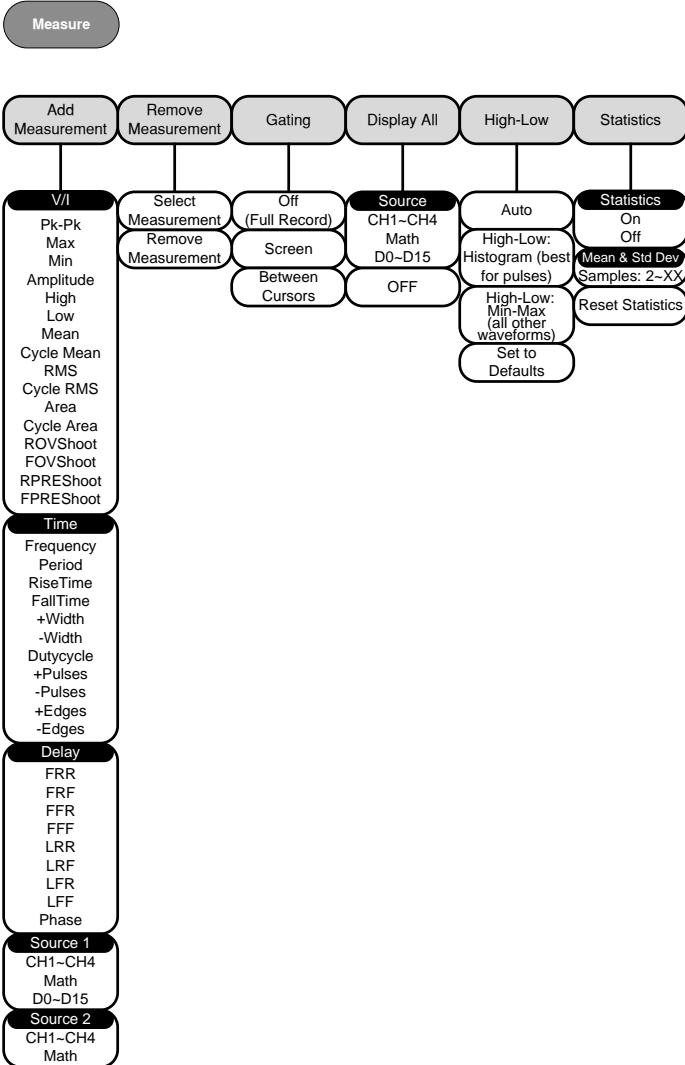 Measure
Add
Measurement
Remove
Measurement
Gating
Display All
High-Low
Statistics
V/I
Pk-Pk
Max
Min
Amplitude
High
Low
Mean
Cycle Mean
RMS
Cycle RMS
Area
Cycle Area
ROVShoot
FOVShoot
RPREShoot
FPREShoot
Time
Frequency
Period
RiseTime
FallTime
+Width
-Width
Dutycycle
+Pulses
-Pulses
+Edges
-Edges
Delay
FRR
FRF
FFR
FFF
LRR
LRF
LFR
LFF
Phase
Source 1
CH1~CH4
Math
D0~D15
Source 2
CH1~CH4
Math
Select
Measurement
Remove
Measurement
Off
(Full Record)
Screen
Between
Cursors
Source
CH1~CH4
Math
D0~D15
OFF
Auto
High-Low:
Histogram (best
for pulses)
High-Low:
Min-Max
(all other
waveforms)
Set to
Defaults
Statistics
On
Off
Mean & Std Dev
Samples: 2~XX
Reset Statistics